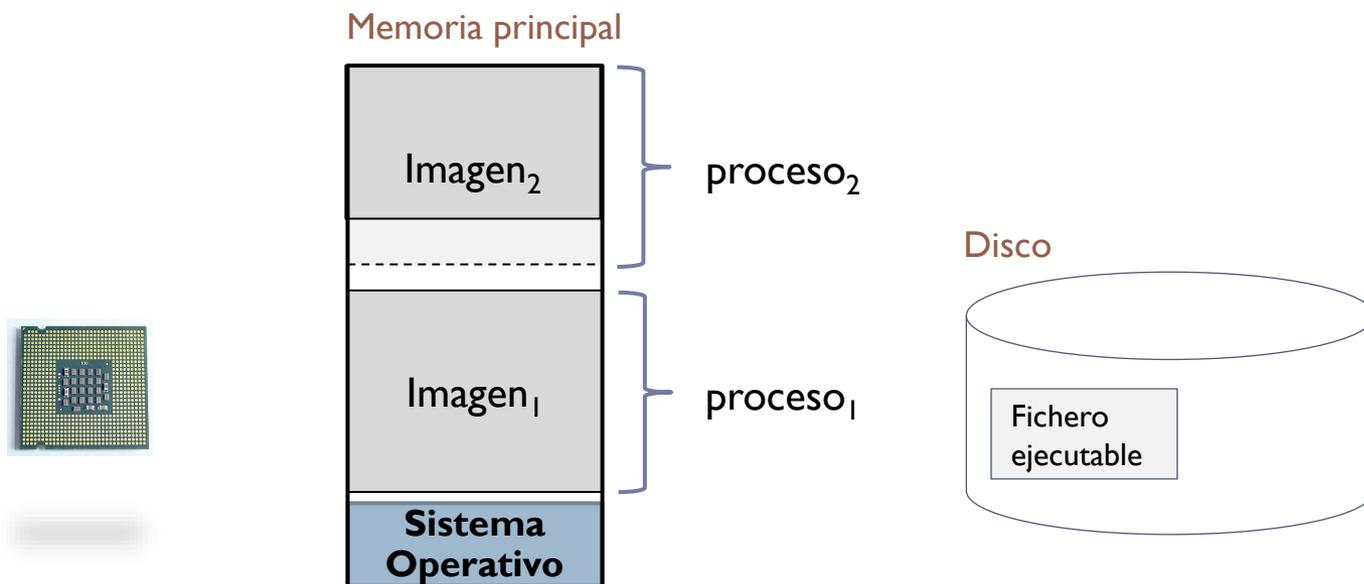 Memoria principal
Imagen₂
proceso₂
Disco
Imagen₁
proceso₁
Fichero
ejecutable
Sistema
Operativo